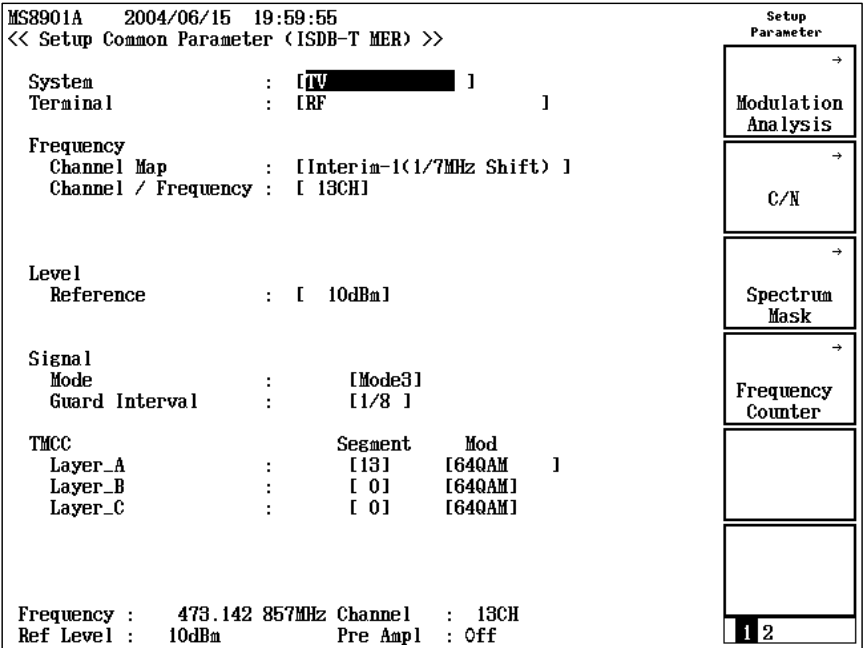 MS8901A 2004/06/15 19:59:55
<< Setup Common Parameter (ISDB-T MER) >>
System : [TV ]
Terminal : [RF ]
Frequency
Channel Map : [Interim-1(1/7MHz Shift) ]
Channel / Frequency : [ 13CH]
Level
Reference : [ 10dBm]
Signal
Mode : [Mode3]
Guard Interval : [1/8 ]
TMCC Segment Mod
Layer_A : [13] [64QAM ]
Layer_B : [ 0] [64QAM]
Layer_C : [ 0] [64QAM]
Frequency : 473.142 857MHz Channel : 13CH
Ref Level : 10dBm Pre Ampl : Off
Setup
Parameter
→
Modulation
Analysis
→
C/N
→
Spectrum
Mask
→
Frequency
Counter
1 2